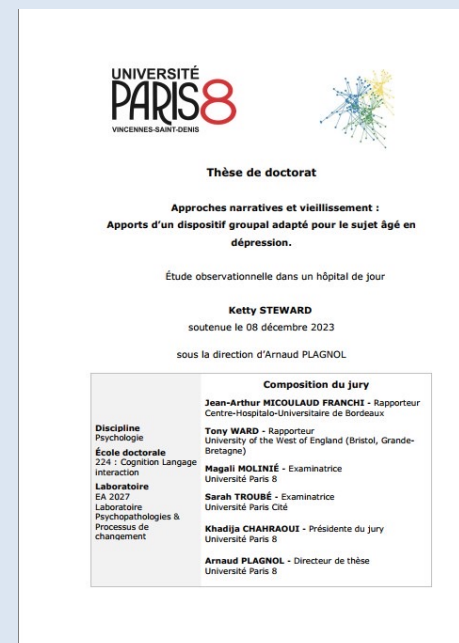 UNIVERSITÉ
PARIS8
VINCENNES-SAINT-DENIS
Thèse de doctorat
Approches narratives et vieillissement :
Apports d'un dispositif groupal adapté pour le sujet âgé en
dépression.
Étude observationnelle dans un hôpital de jour
Ketty STEWARD
soutenue le 08 décembre 2023
sous la direction d'Arnaud PLAGNOL
Discipline
Psychologie
École doctorale
224 : Cognition Langage
interaction
Laboratoire
EA 2027
Laboratoire
Psychopathologies &
Processus de
changement
Composition du jury
Jean-Arthur MICOULAUD FRANCHI - Rapporteur
Centre-Hospitalo-Universitaire de Bordeaux
Tony WARD - Rapporteur
University of the West of England (Bristol, Grande-
Bretagne)
Magali MOLINIÉ - Examinatrice
Université Paris 8
Sarah TROUBÉ - Examinatrice
Université Paris Cité
Khadija CHAHRAOUI - Présidente du jury
Université Paris 8
Arnaud PLAGNOL - Directeur de thèse
Université Paris 8